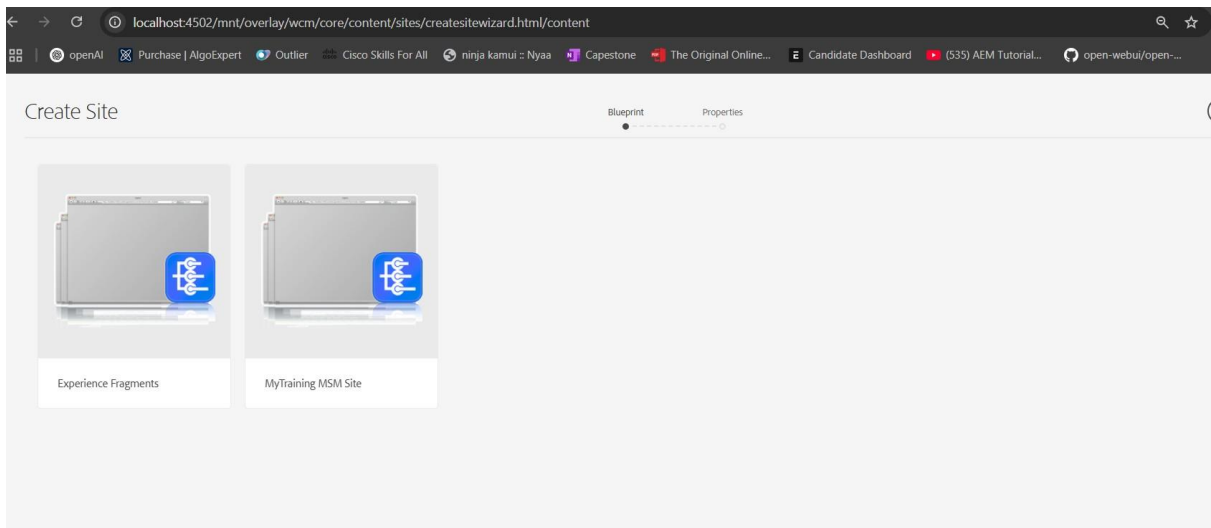 localhost:4502/mnt/overlay/wcm/core/content/sites/createsitewizard.html/content
openAI Purchase | AlgoExpert Outlier Cisco Skills For All ninja kamui :: Nyaa Capestone The Original Online... Candidate Dashboard (535) AEM Tutorial... open-webui/open-...
Create Site
Blueprint Properties
Experience Fragments MyTraining MSM Site